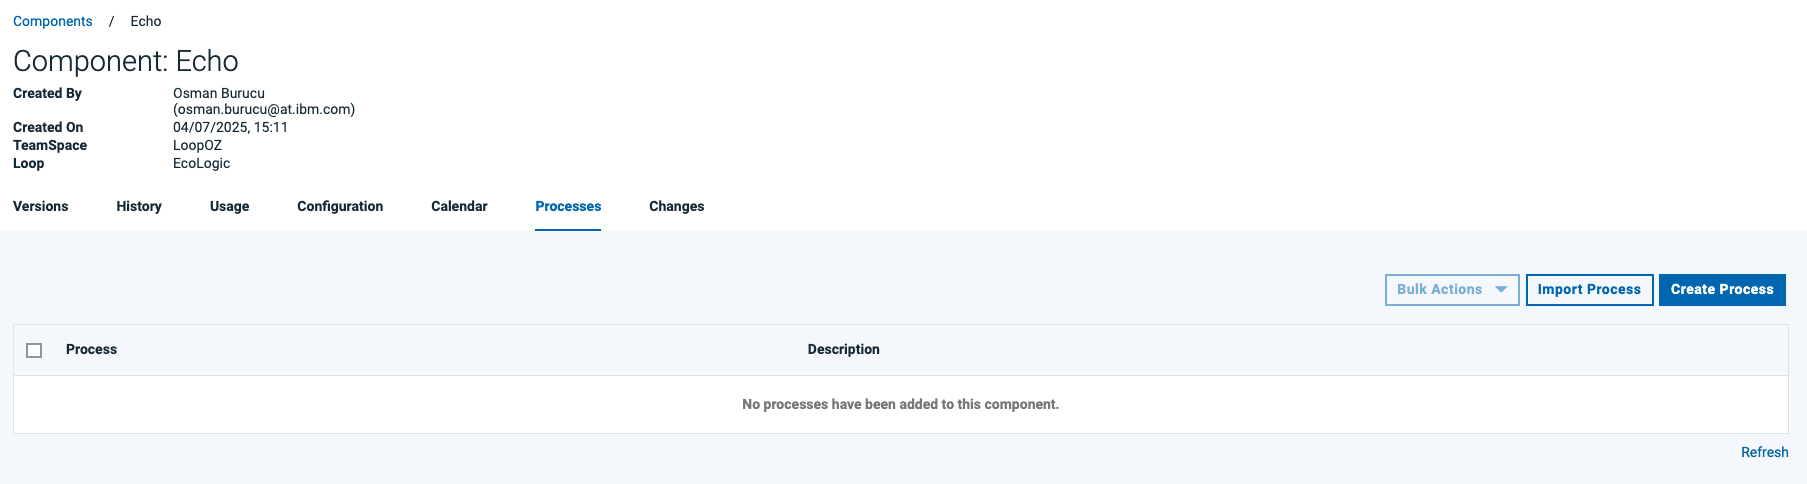 Components / Echo
Component: Echo
Created By Osman Burucu
(osman.burucu@at.ibm.com)
Created On 04/07/2025, 15:11
TeamSpace LoopOZ
Loop EcoLogic
Versions History Usage Configuration Calendar Processes Changes
Bulk Actions Import Process Create Process
Process Description
No processes have been added to this component.
Refresh